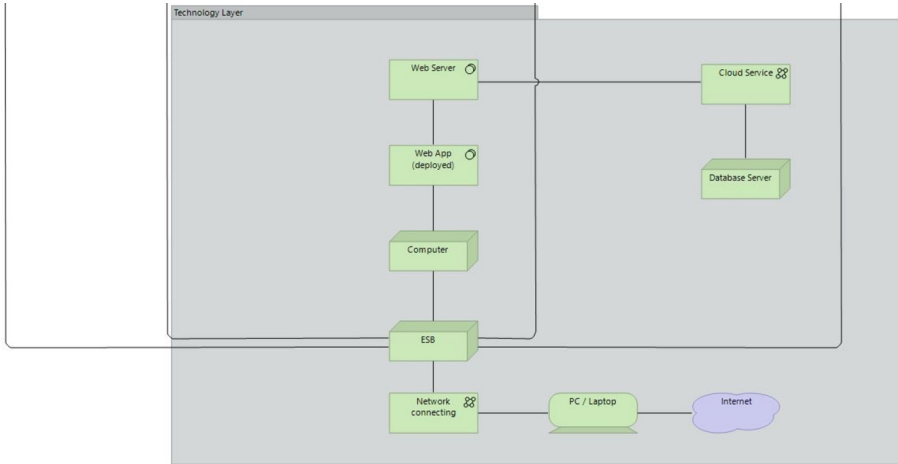 Technology Layer
Web Server
Cloud Service
Web App
(deployed)
Database Server
Computer
ESB
Network
connecting
PC / Laptop
Internet